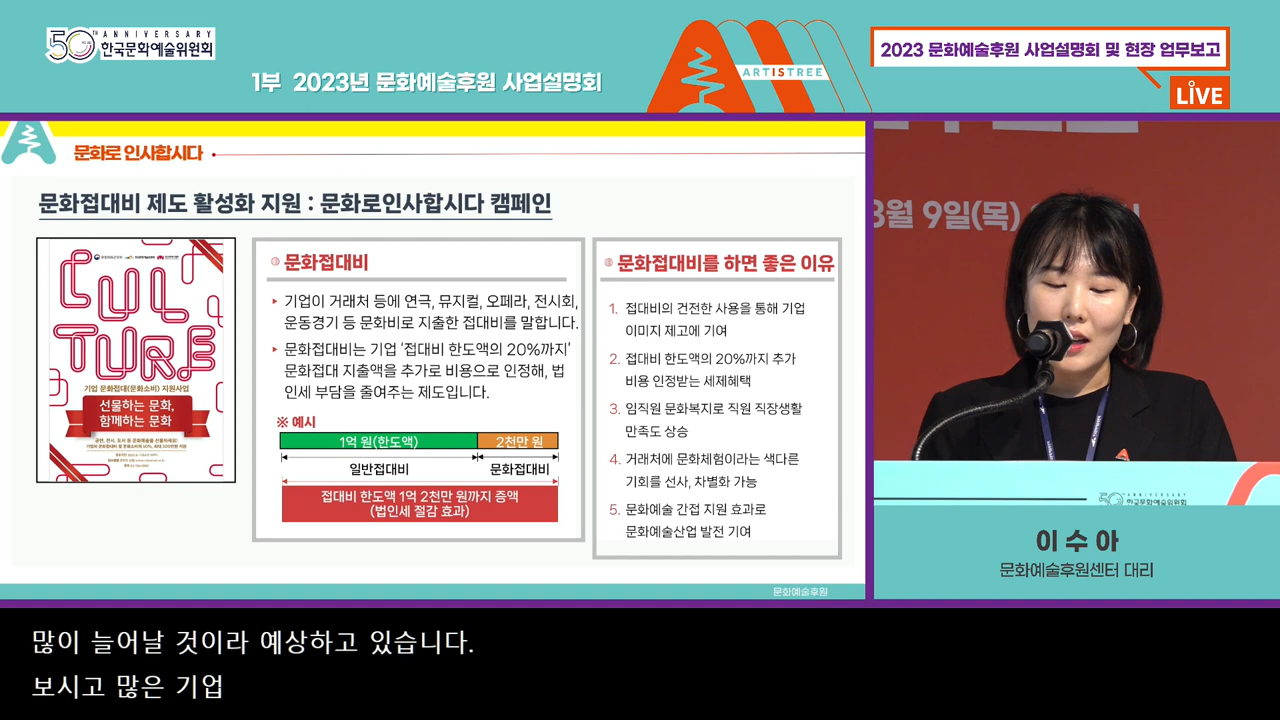 50TH ANNIVERSARY
한국문화예술위원회
1부 2023년 문화예술후원 사업설명회
ARTISTREE
2023 문화예술후원 사업설명회 및 현장 업무보고
LIVE
문화로 인사합시다
문화접대비 제도 활성화 지원 : 문화로인사합시다 캠페인
CUL
TURE
기업 문화접대(문화소비) 지원사업
선물하는 문화,
함께하는 문화
문화접대비
▸ 기업이 거래처 등에 연극, 뮤지컬, 오페라, 전시회,
운동경기 등 문화비로 지출한 접대비를 말합니다.
▸ 문화접대비는 기업 ‘접대비 한도액의 20%까지’
문화접대 지출액을 추가로 비용으로 인정해, 법
인세 부담을 줄여주는 제도입니다.
※ 예시
1억 원(한도액) 2천만 원
일반접대비 문화접대비
접대비 한도액 1억 2천만 원까지 증액
(법인세 절감 효과)
문화접대비를 하면 좋은 이유
1. 접대비의 건전한 사용을 통해 기업
이미지 제고에 기여
2. 접대비 한도액의 20%까지 추가
비용 인정받는 세제혜택
3. 임직원 문화복지로 직원 직장생활
만족도 상승
4. 거래처에 문화체험이라는 색다른
기회를 선사, 차별화 가능
5. 문화예술 간접 지원 효과로
문화예술산업 발전 기여
문화예술후원
3월 9일(목)
ANNIVERSARY
한국문화예술위원회
이 수 아
문화예술후원센터 대리
많이 늘어날 것이라 예상하고 있습니다.
보시고 많은 기업